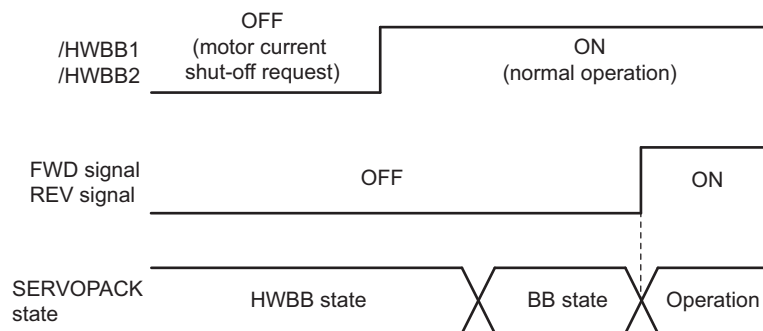 /HWBB1
/HWBB2
OFF
(motor current
shut-off request)
ON
(normal operation)
FWD signal
REV signal
OFF
ON
SERVOPACK
state
HWBB state
BB state
Operation